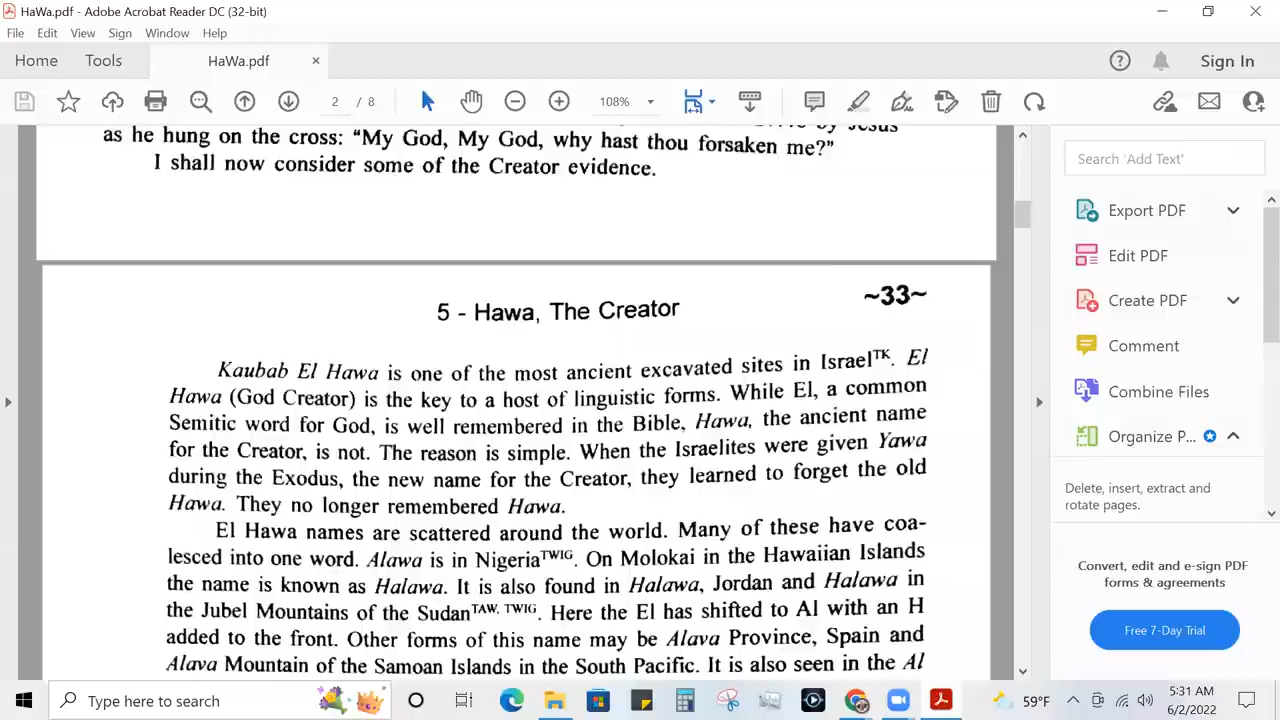 HaWa.pdf - Adobe Acrobat Reader DC (32-bit)
File Edit View Sign Window Help
Home Tools HaWa.pdf × Sign In
2 / 8 108%
by Jesus
as he hung on the cross: “My God, My God, why hast thou forsaken me?”
I shall now consider some of the Creator evidence.
~33~
5 - Hawa, The Creator
Kaubab El Hawa is one of the most ancient excavated sites in Israel^TK. El
Hawa (God Creator) is the key to a host of linguistic forms. While El, a common
Semitic word for God, is well remembered in the Bible, Hawa, the ancient name
for the Creator, is not. The reason is simple. When the Israelites were given Yawa
during the Exodus, the new name for the Creator, they learned to forget the old
Hawa. They no longer remembered Hawa.
El Hawa names are scattered around the world. Many of these have coa-
lesced into one word. Alawa is in Nigeria^TWIG. On Molokai in the Hawaiian Islands
the name is known as Halawa. It is also found in Halawa, Jordan and Halawa in
the Jubel Mountains of the Sudan^TAW, TWIG. Here the El has shifted to Al with an H
added to the front. Other forms of this name may be Alava Province, Spain and
Alava Mountain of the Samoan Islands in the South Pacific. It is also seen in the Al
Search 'Add Text'
Export PDF
Edit PDF
Create PDF
Comment
Combine Files
Organize P...
Delete, insert, extract and
rotate pages.
Convert, edit and e-sign PDF
forms & agreements
Free 7-Day Trial
Type here to search
59°F
5:31 AM
6/2/2022